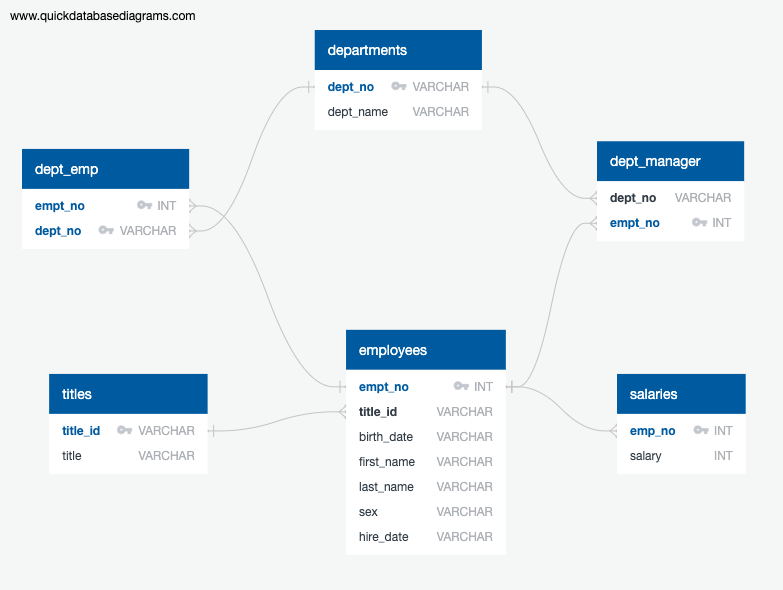 www.quickdatabasediagrams.com
departments
dept_no VARCHAR
dept_name VARCHAR
dept_emp
empt_no INT
dept_no VARCHAR
dept_manager
dept_no VARCHAR
empt_no INT
employees
empt_no INT
title_id VARCHAR
birth_date VARCHAR
first_name VARCHAR
last_name VARCHAR
sex VARCHAR
hire_date VARCHAR
titles
title_id VARCHAR
title VARCHAR
salaries
emp_no INT
salary INT